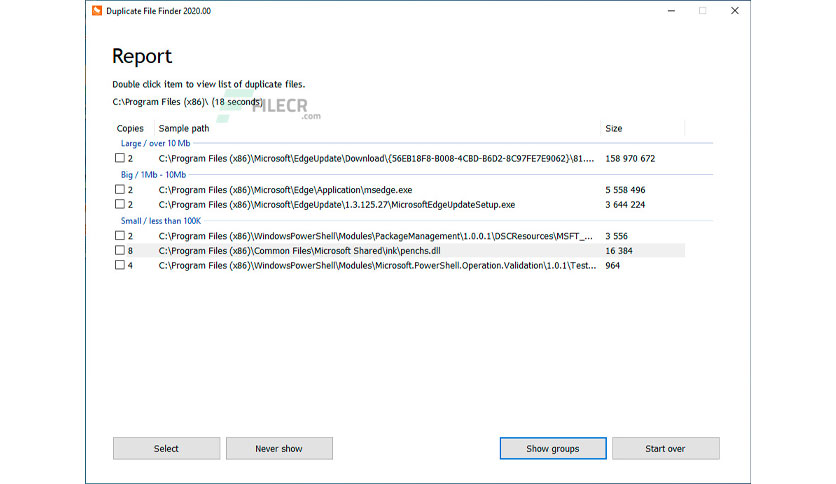 Duplicate File Finder 2020.00
Report
Double click item to view list of duplicate files.
C:\Program Files (x86)\ (18 seconds)
FILECR
.com
Copies Sample path Size
Large / over 10 Mb
2 C:\Program Files (x86)\Microsoft\EdgeUpdate\Download\{56EB18F8-B008-4CBD-B6D2-8C97FE7E9062}\81.... 158 970 672
Big / 1Mb - 10Mb
2 C:\Program Files (x86)\Microsoft\Edge\Application\msedge.exe 5 558 496
2 C:\Program Files (x86)\Microsoft\EdgeUpdate\1.3.125.27\MicrosoftEdgeUpdateSetup.exe 3 644 224
Small / less than 100K
2 C:\Program Files (x86)\WindowsPowerShell\Modules\PackageManagement\1.0.0.1\DSCResources\MSFT_... 3 556
8 C:\Program Files (x86)\Common Files\Microsoft Shared\ink\penchs.dll 16 384
4 C:\Program Files (x86)\WindowsPowerShell\Modules\Microsoft.PowerShell.Operation.Validation\1.0.1\Test... 964
Select Never show Show groups Start over